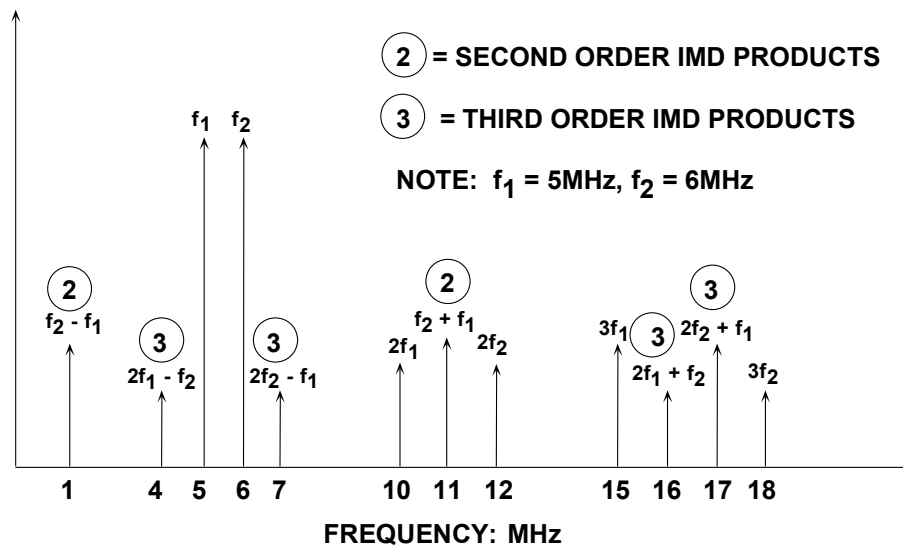 2 = SECOND ORDER IMD PRODUCTS
3 = THIRD ORDER IMD PRODUCTS
NOTE: f1 = 5MHz, f2 = 6MHz
f1 f2
2
f2 - f1
3
2f1 - f2
3
2f2 - f1
2
f2 + f1
2f1
2f2
3
2f2 + f1
3f1
3
2f1 + f2
3f2
1 4 5 6 7 10 11 12 15 16 17 18
FREQUENCY: MHz